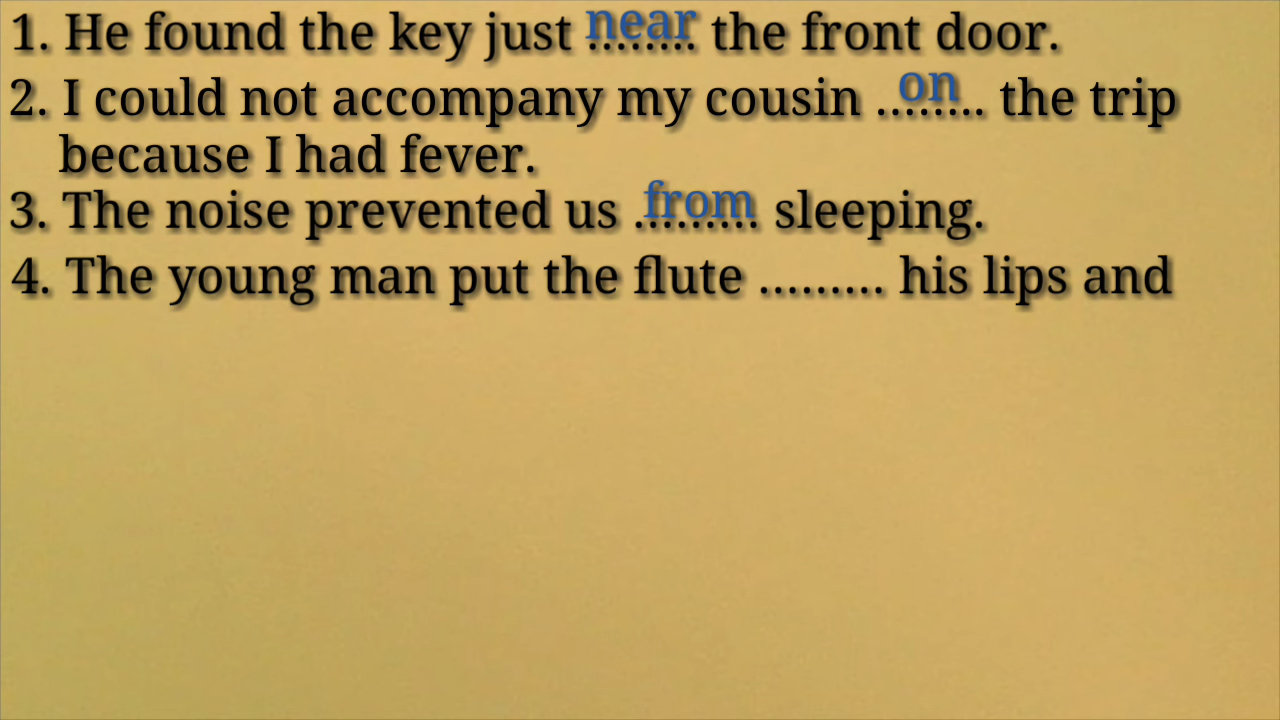 1. He found the key just near the front door.
2. I could not accompany my cousin on the trip
because I had fever.
3. The noise prevented us from sleeping.
4. The young man put the flute ......... his lips and